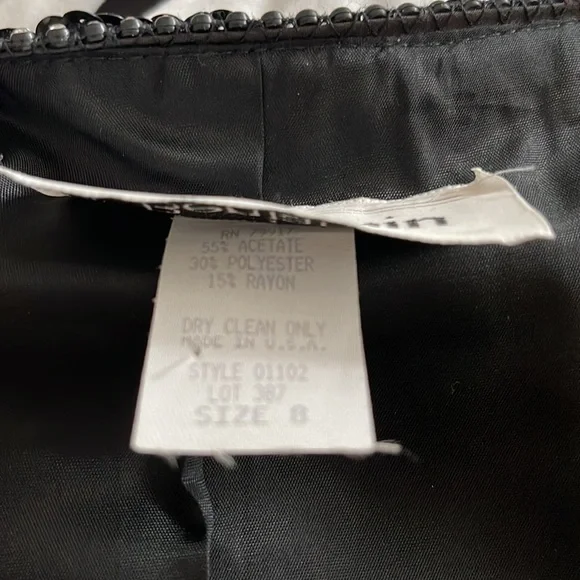 55% ACETATE
30% POLYESTER
15% RAYON
DRY CLEAN ONLY
MADE IN U.S.A.
STYLE 01102
LOT 387
SIZE 8